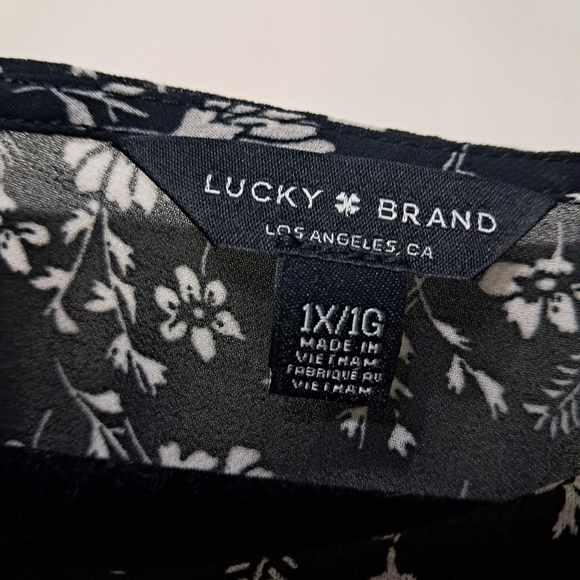 LUCKY BRAND
LOS ANGELES, CA
1X/1G
MADE IN
VIETNAM
FABRIQUÉ AU
VIETNAM